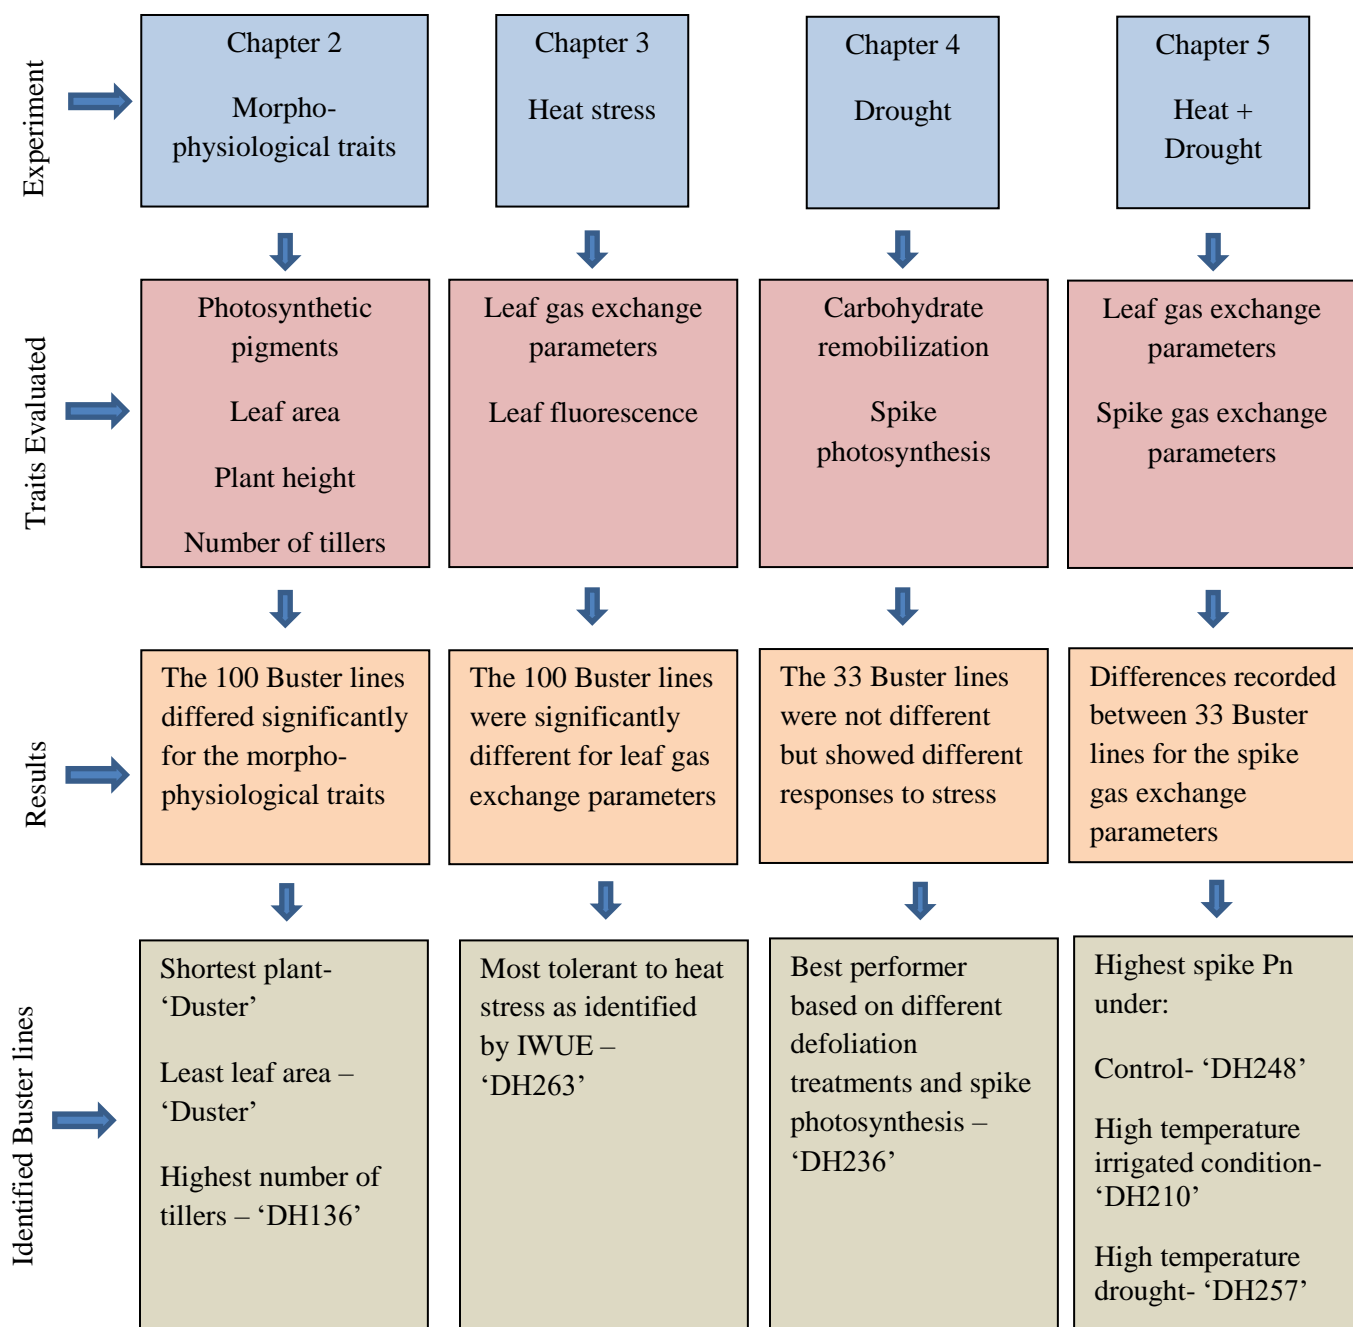 Experiment
Chapter 2
Morpho-
physiological traits
Chapter 3
Heat stress
Chapter 4
Drought
Chapter 5
Heat +
Drought
Traits Evaluated
Photosynthetic
pigments
Leaf area
Plant height
Number of tillers
Leaf gas exchange
parameters
Leaf fluorescence
Carbohydrate
remobilization
Spike
photosynthesis
Leaf gas exchange
parameters
Spike gas exchange
parameters
Results
The 100 Buster lines
differed significantly
for the morpho-
physiological traits
The 100 Buster lines
were significantly
different for leaf gas
exchange parameters
The 33 Buster lines
were not different
but showed different
responses to stress
Differences recorded
between 33 Buster
lines for the spike
gas exchange
parameters
Identified Buster lines
Shortest plant-
‘Duster’
Least leaf area –
‘Duster’
Highest number of
tillers – ‘DH136’
Most tolerant to heat
stress as identified
by IWUE –
‘DH263’
Best performer
based on different
defoliation
treatments and spike
photosynthesis –
‘DH236’
Highest spike Pn
under:
Control- ‘DH248’
High temperature
irrigated condition-
‘DH210’
High temperature
drought- ‘DH257’